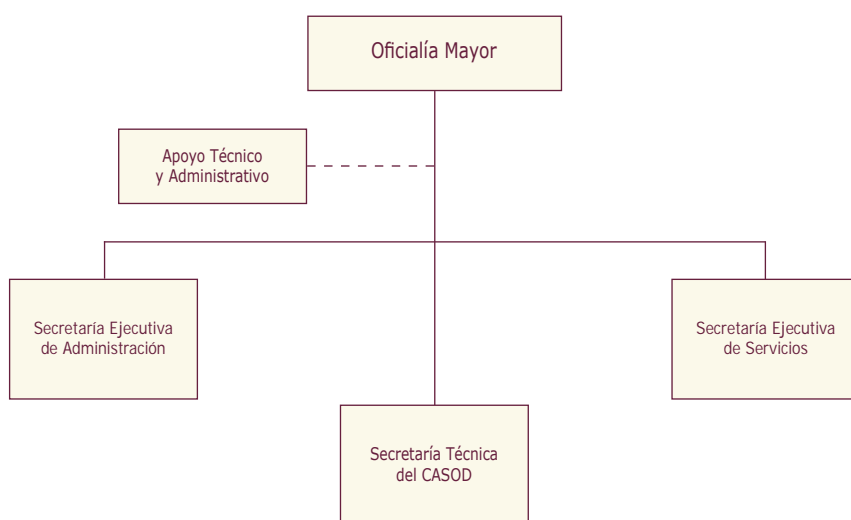 Oficialía Mayor
Apoyo Técnico
y Administrativo
Secretaría Ejecutiva
de Administración
Secretaría Ejecutiva
de Servicios
Secretaría Técnica
del CASOD